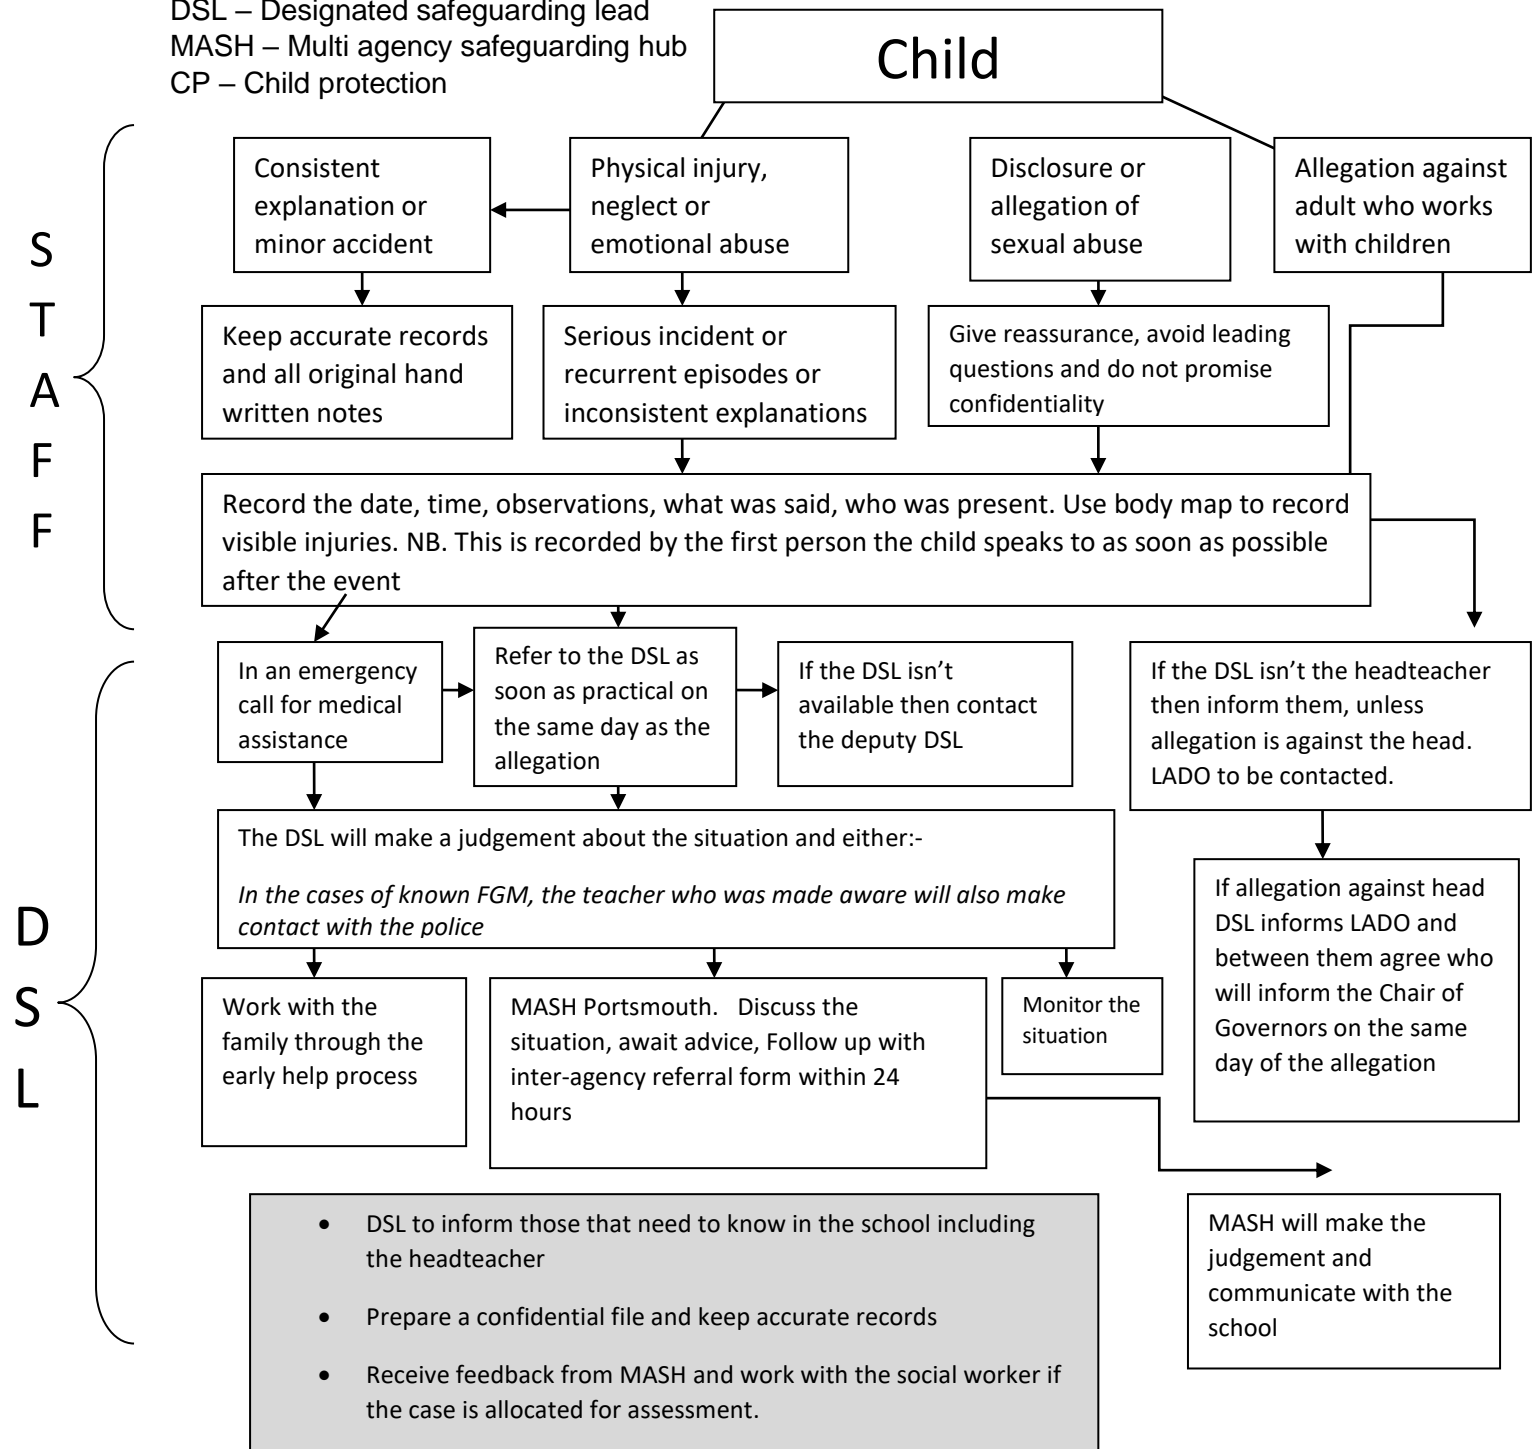 DSL – Designated safeguarding lead
MASH – Multi agency safeguarding hub
CP – Child protection
Child
S
T
A
F
F
Consistent
explanation or
minor accident
Physical injury,
neglect or
emotional abuse
Disclosure or
allegation of
sexual abuse
Allegation against
adult who works
with children
Keep accurate records
and all original hand
written notes
Serious incident or
recurrent episodes or
inconsistent explanations
Give reassurance, avoid leading
questions and do not promise
confidentiality
Record the date, time, observations, what was said, who was present. Use body map to record
visible injuries. NB. This is recorded by the first person the child speaks to as soon as possible
after the event
D
S
L
In an emergency
call for medical
assistance
Refer to the DSL as
soon as practical on
the same day as the
allegation
If the DSL isn’t
available then contact
the deputy DSL
If the DSL isn’t the headteacher
then inform them, unless
allegation is against the head.
LADO to be contacted.
The DSL will make a judgement about the situation and either:-
In the cases of known FGM, the teacher who was made aware will also make
contact with the police
If allegation against head
DSL informs LADO and
between them agree who
will inform the Chair of
Governors on the same
day of the allegation
Work with the
family through the
early help process
MASH Portsmouth.   Discuss the
situation, await advice, Follow up with
inter-agency referral form within 24
hours
Monitor the
situation
MASH will make the
judgement and
communicate with the
school
• DSL to inform those that need to know in the school including
the headteacher
• Prepare a confidential file and keep accurate records
• Receive feedback from MASH and work with the social worker if
the case is allocated for assessment.